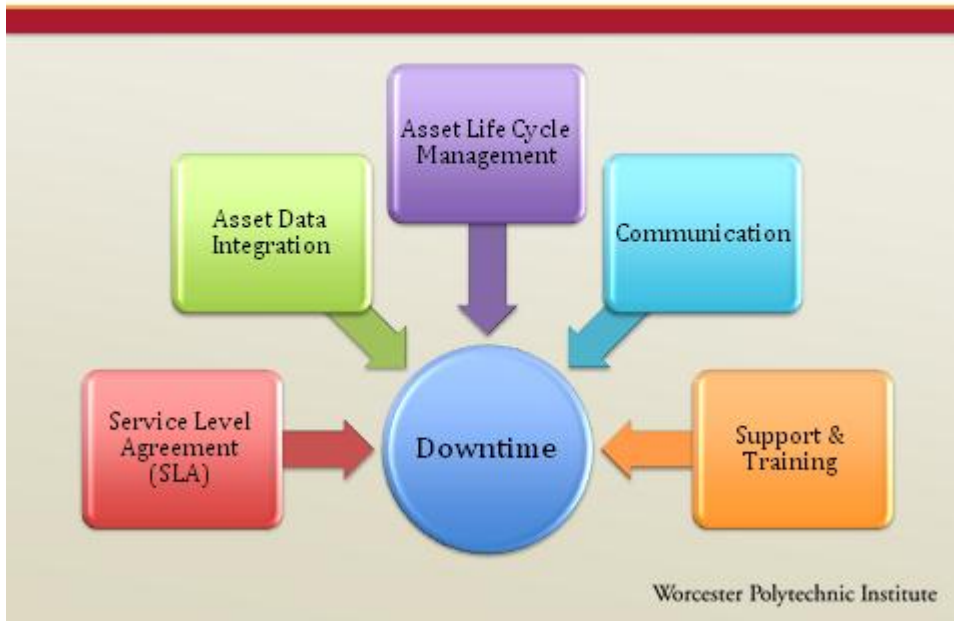 Asset Life Cycle
Management
Asset Data
Integration
Communication
Service Level
Agreement
(SLA)
Downtime
Support &
Training
Worcester Polytechnic Institute